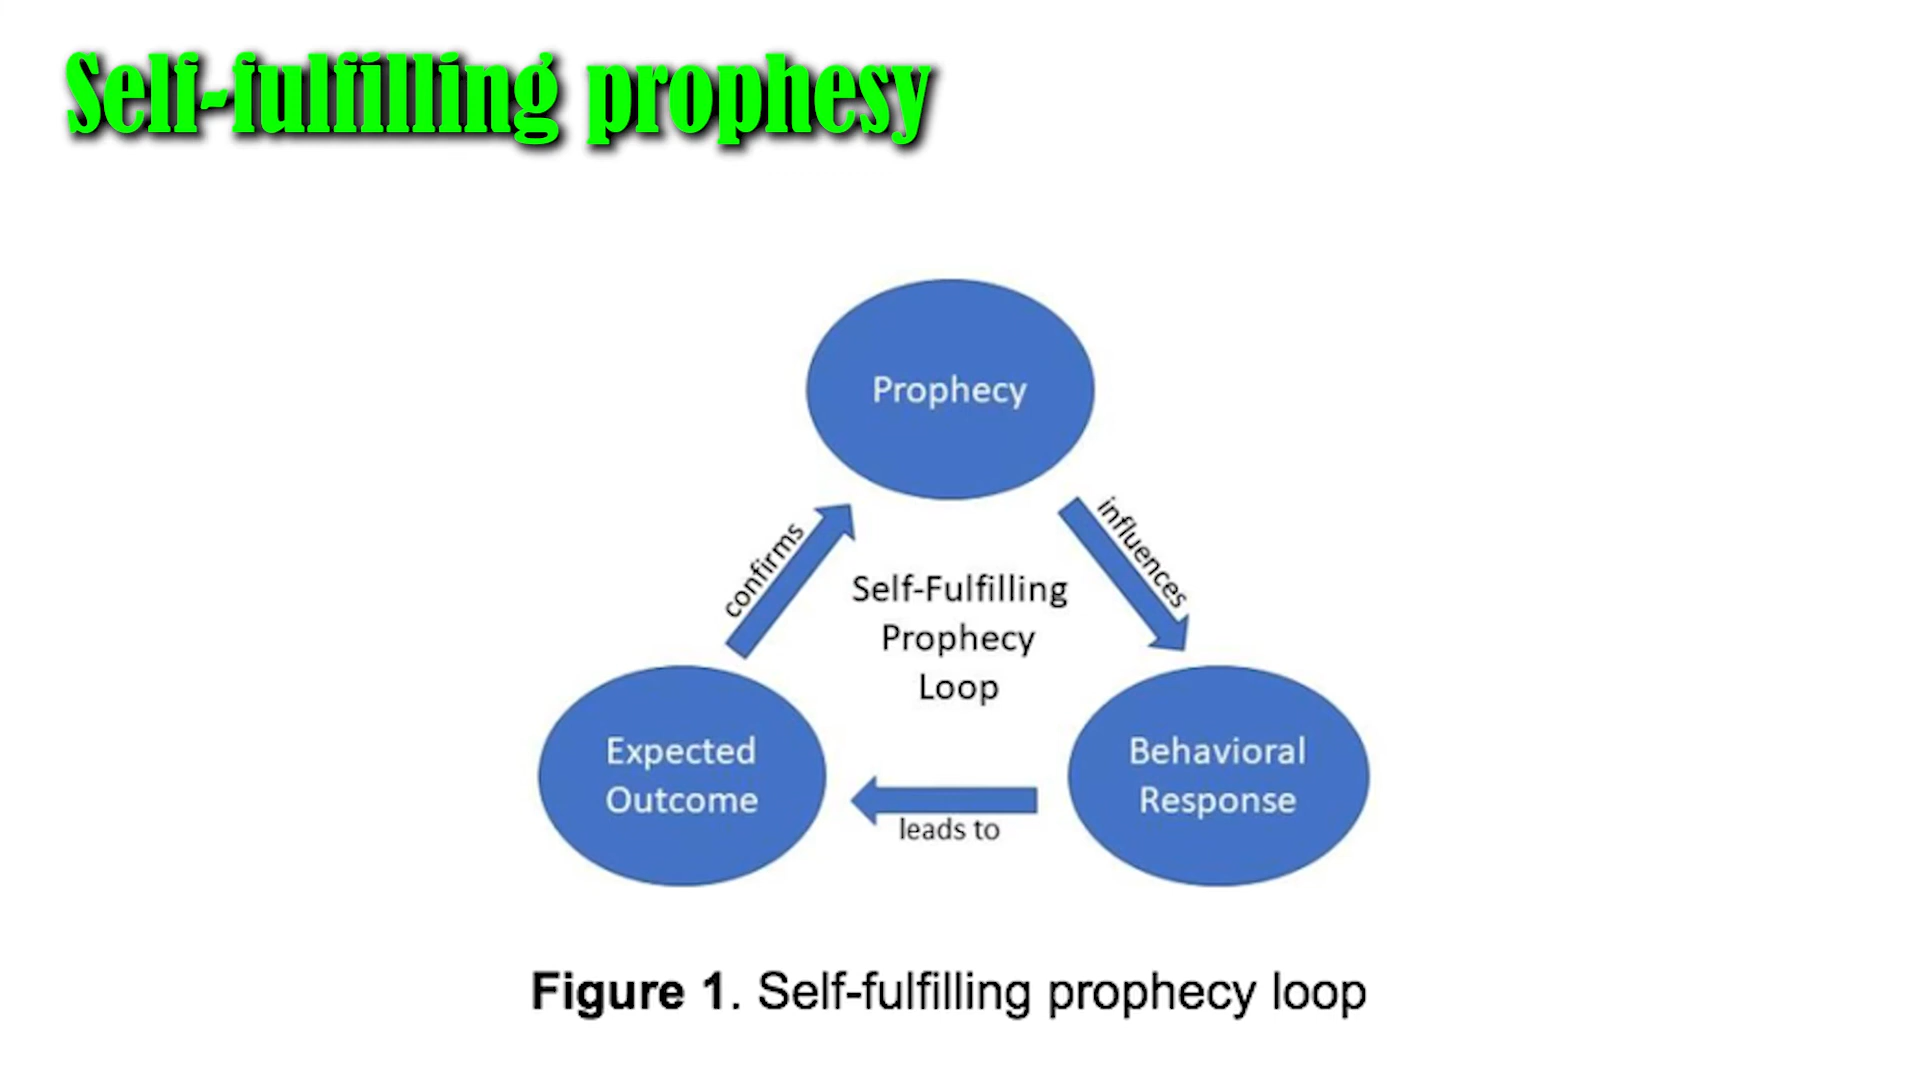 Self-fulfilling prophesy
Prophecy
confirms
influences
Self-Fulfilling
Prophecy
Loop
Expected
Outcome
Behavioral
Response
leads to
Figure 1. Self-fulfilling prophecy loop